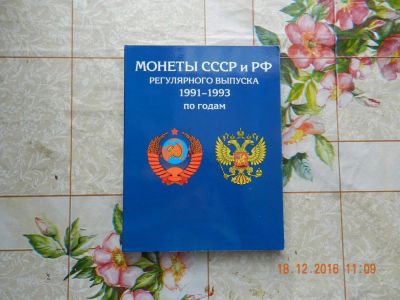 МОНЕТЫ СССР и РФ
РЕГУЛЯРНОГО ВЫПУСКА
1991-1993
по годам
18.12.2016 11:09